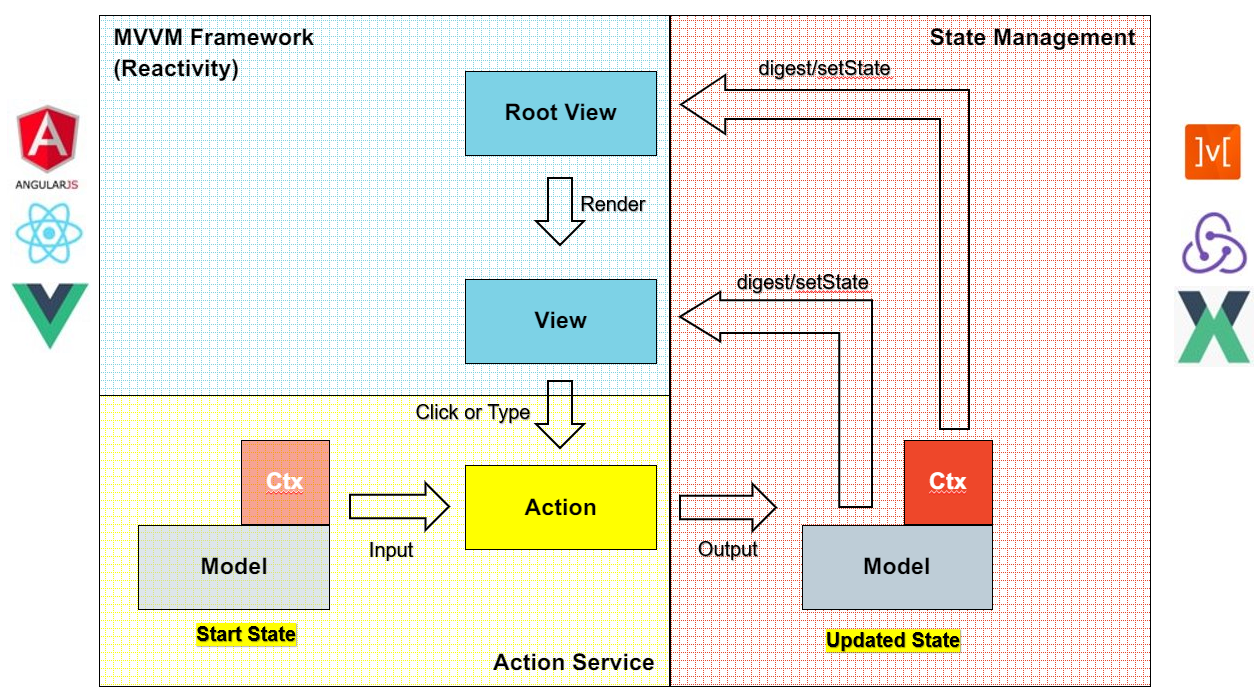 MVVM Framework
(Reactivity)
State Management
digest/setState
Root View
ANGULARJS
]v[
Render
digest/setState
View
Click or Type
Ctx
Ctx
Action
Input
Output
Model
Model
Start State
Updated State
Action Service